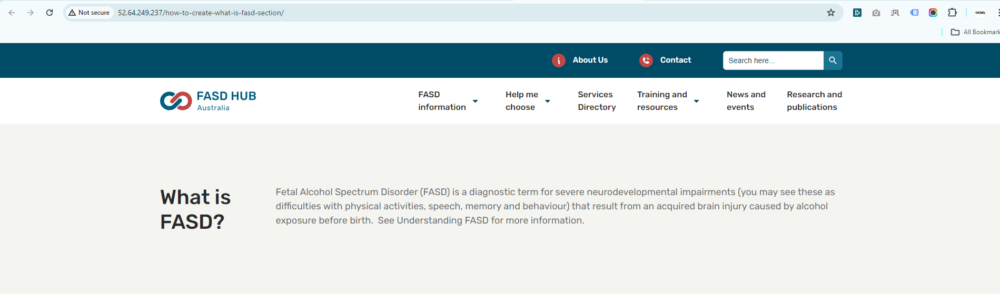 Not secure 52.64.249.237/how-to-create-what-is-fasd-section/
OKMG.
All Bookmark
i About Us Contact Search here...
FASD HUB
Australia
FASD
information
Help me
choose
Services
Directory
Training and
resources
News and
events
Research and
publications
What is
FASD?
Fetal Alcohol Spectrum Disorder (FASD) is a diagnostic term for severe neurodevelopmental impairments (you may see these as
difficulties with physical activities, speech, memory and behaviour) that result from an acquired brain injury caused by alcohol
exposure before birth.  See Understanding FASD for more information.